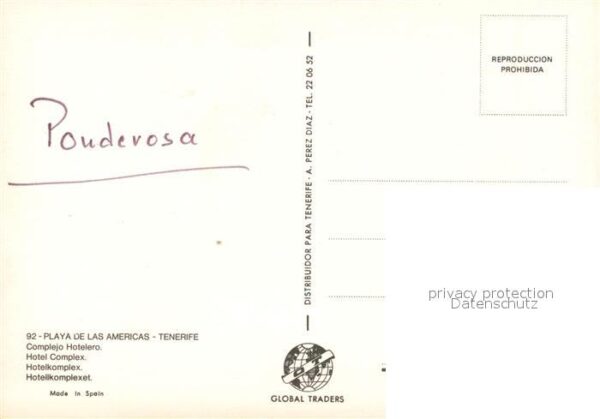 Ponderosa
92 - PLAYA DE LAS AMERICAS - TENERIFE
Complejo Hotelero.
Hotel Complex.
Hotelkomplex.
Hotellkomplexet.
Made in Spain
DISTRIBUIDOR PARA TENERIFE - A. PEREZ DIAZ - TEL. 22 06 52
GLOBAL TRADERS
REPRODUCCION
PROHIBIDA
privacy protection
Datenschutz